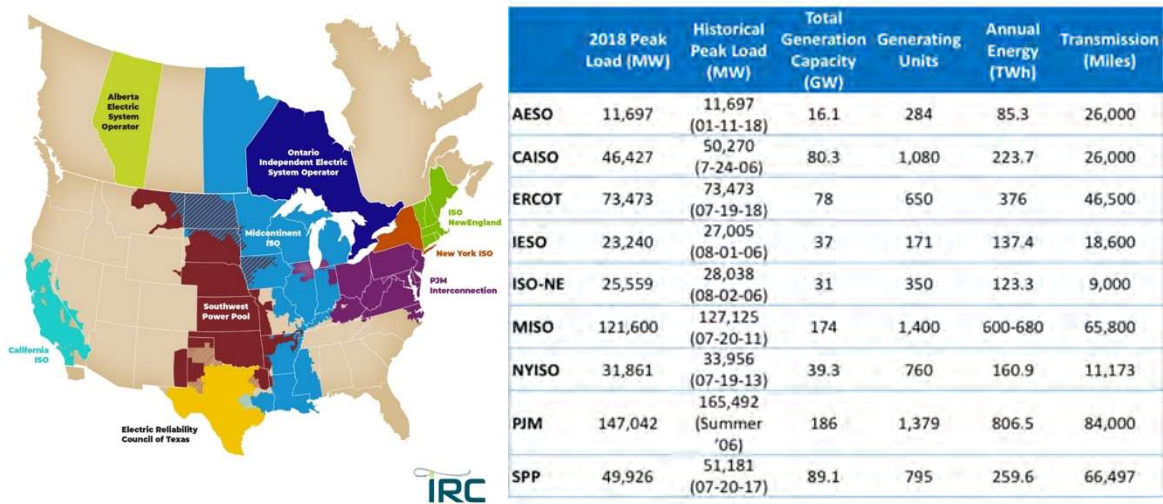 Alberta
Electric
System
Operator
Ontario
Independent Electric
System Operator
ISO
NewEngland
Midcontinent
ISO
New York ISO
PJM
Interconnection
Southwest
Power Pool
California
ISO
Electric Reliability
Council of Texas
IRC
2018 Peak Load (MW) Historical Peak Load (MW) Total Generation Capacity (GW) Generating Units Annual Energy (TWh) Transmission (Miles)
AESO 11,697 11,697 (01-11-18) 16.1 284 85.3 26,000
CAISO 46,427 50,270 (7-24-06) 80.3 1,080 223.7 26,000
ERCOT 73,473 73,473 (07-19-18) 78 650 376 46,500
IESO 23,240 27,005 (08-01-06) 37 171 137.4 18,600
ISO-NE 25,559 28,038 (08-02-06) 31 350 123.3 9,000
MISO 121,600 127,125 (07-20-11) 174 1,400 600-680 65,800
NYISO 31,861 33,956 (07-19-13) 39.3 760 160.9 11,173
PJM 147,042 165,492 (Summer '06) 186 1,379 806.5 84,000
SPP 49,926 51,181 (07-20-17) 89.1 795 259.6 66,497